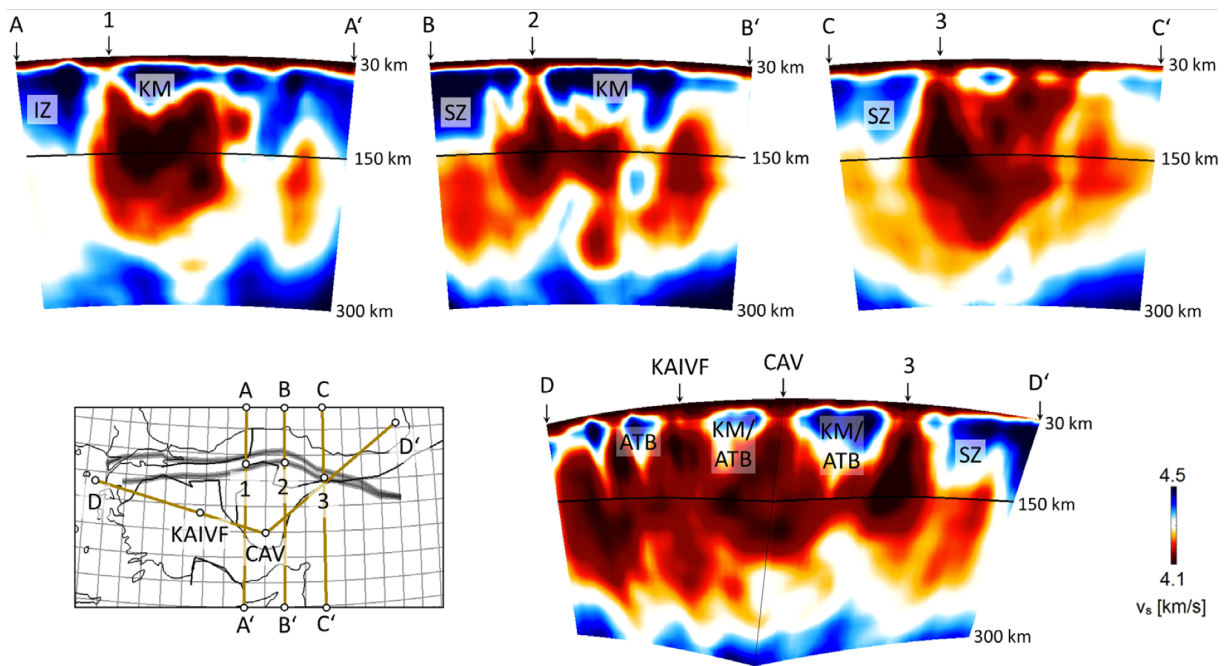 A 1 A‘
30 km
KM
IZ
150 km
300 km
B 2 B‘
30 km
KM
SZ
150 km
300 km
C 3 C‘
30 km
SZ
150 km
300 km
A B C
D‘
D
1 2 3
KAIVF
CAV
A‘ B‘ C‘
KAIVF CAV 3
D D‘
30 km
ATB
KM/
ATB
KM/
ATB
SZ
150 km
300 km
4.5
4.1
vs [km/s]